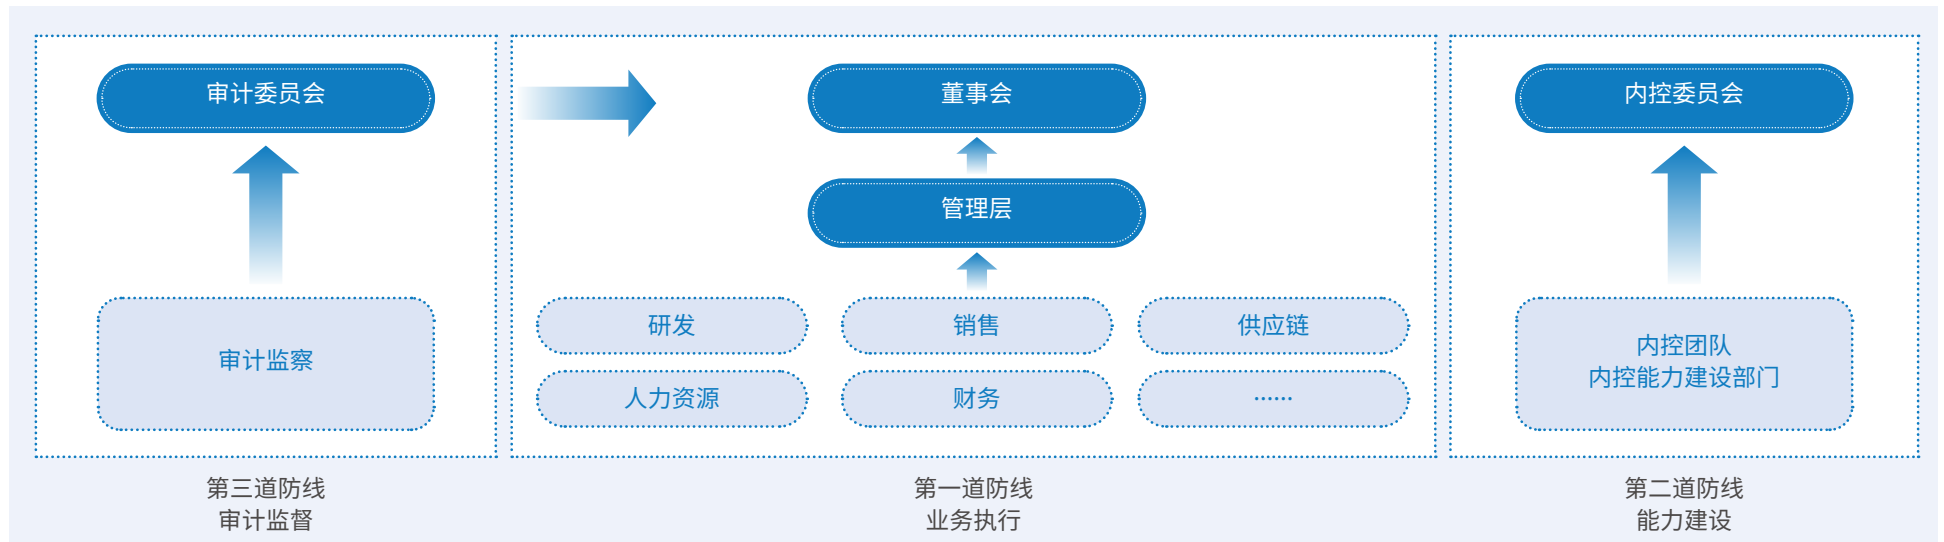 审计委员会
审计监察
第三道防线
审计监督
董事会
管理层
研发
销售
供应链
人力资源
财务
……
第一道防线
业务执行
内控委员会
内控团队
内控能力建设部门
第二道防线
能力建设